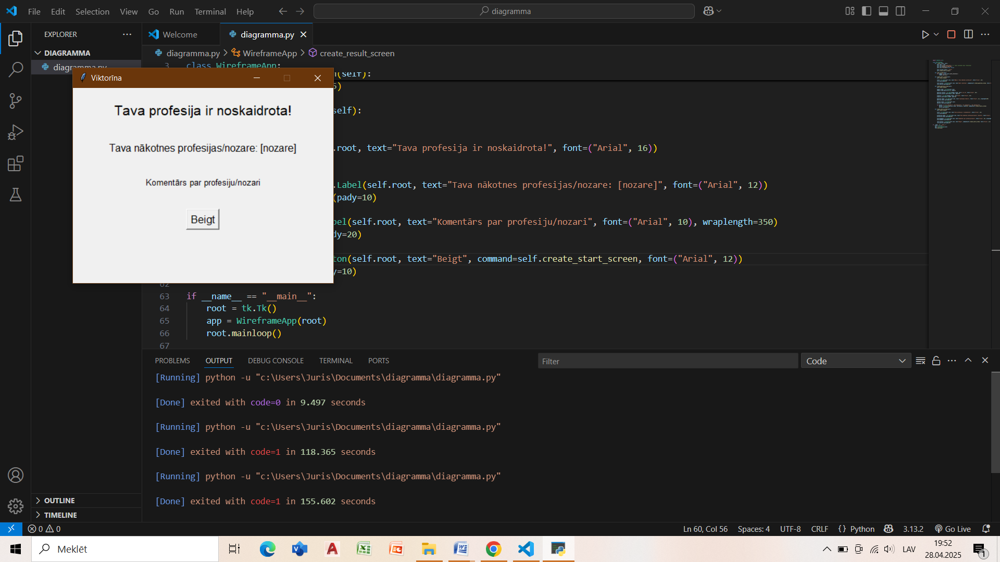 File Edit Selection View Go Run Terminal Help
diagramma
EXPLORER
Welcome
diagramma.py
DIAGRAMMA
diagramma.py > WireframeApp > create_result_screen
diagramma.py
3 class WireframeApp:
Viktorīna
Tava profesija ir noskaidrota!
Tava nākotnes profesijas/nozare: [nozare]
Komentārs par profesiju/nozari
Beigt
(self):
5)
self):
.root, text="Tava profesija ir noskaidrota!", font=("Arial", 16))
.Label(self.root, text="Tava nākotnes profesijas/nozare: [nozare]", font=("Arial", 12))
(pady=10)
bel(self.root, text="Komentārs par profesiju/nozari", font=("Arial", 10), wraplength=350)
dy=20)
ton(self.root, text="Beigt", command=self.create_start_screen, font=("Arial", 12))
y=10)
62
63 if __name__ == "__main__":
64 root = tk.Tk()
65 app = WireframeApp(root)
66 root.mainloop()
67
PROBLEMS OUTPUT DEBUG CONSOLE TERMINAL PORTS
Filter
Code
[Running] python -u "c:\Users\Juris\Documents\diagramma\diagramma.py"
[Done] exited with code=0 in 9.497 seconds
[Running] python -u "c:\Users\Juris\Documents\diagramma\diagramma.py"
[Done] exited with code=1 in 118.365 seconds
[Running] python -u "c:\Users\Juris\Documents\diagramma\diagramma.py"
[Done] exited with code=1 in 155.602 seconds
OUTLINE
TIMELINE
0 0
Ln 60, Col 56 Spaces: 4 UTF-8 CRLF {} Python 3.13.2 Go Live
Meklēt
LAV
19:52
28.04.2025
1